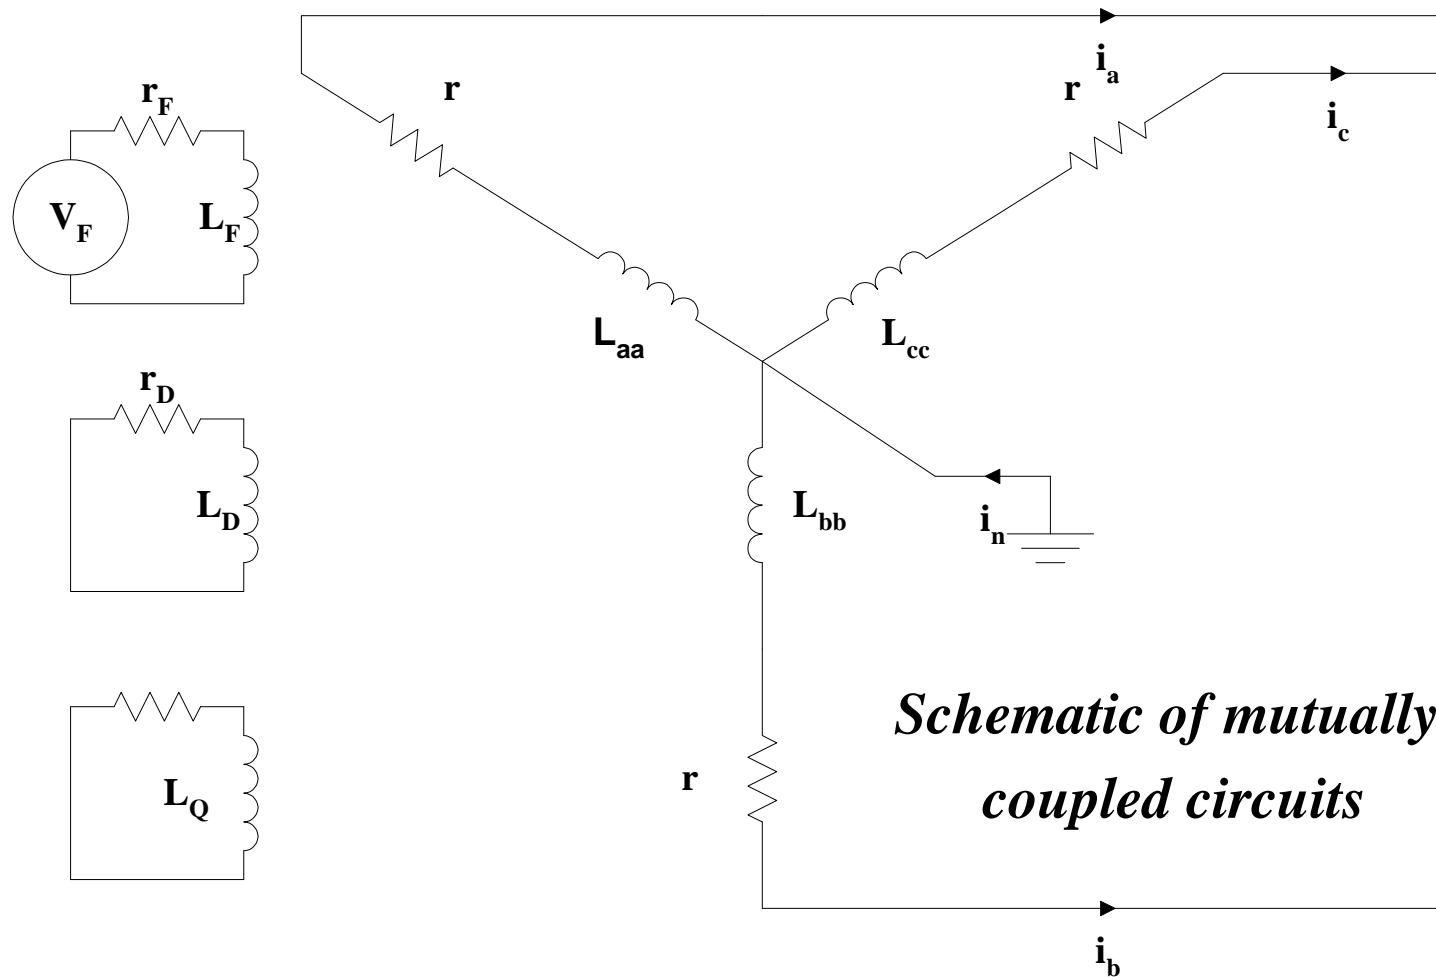 i_a
r
r
r_F
i_c
V_F
L_F
L_aa
L_cc
r_D
L_D
L_bb
i_n
L_Q
r
Schematic of mutually
coupled circuits
i_b